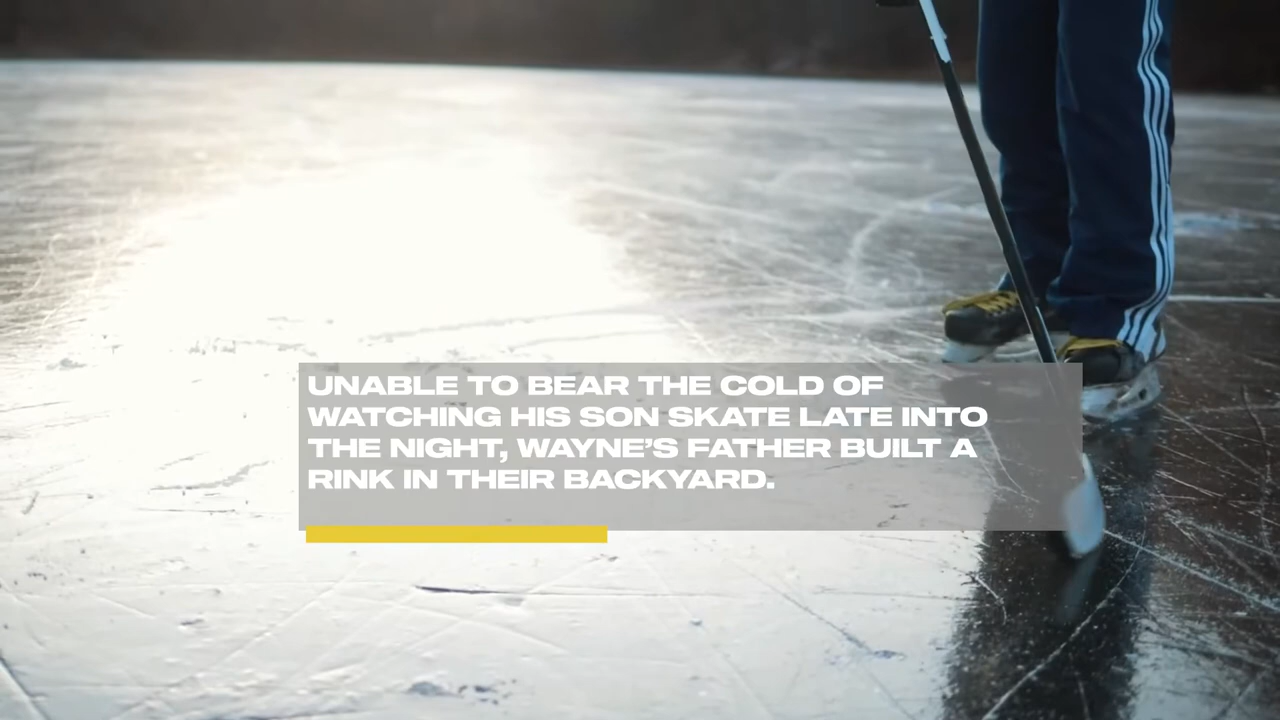 UNABLE TO BEAR THE COLD OF
WATCHING HIS SON SKATE LATE INTO
THE NIGHT, WAYNE’S FATHER BUILT A
RINK IN THEIR BACKYARD.